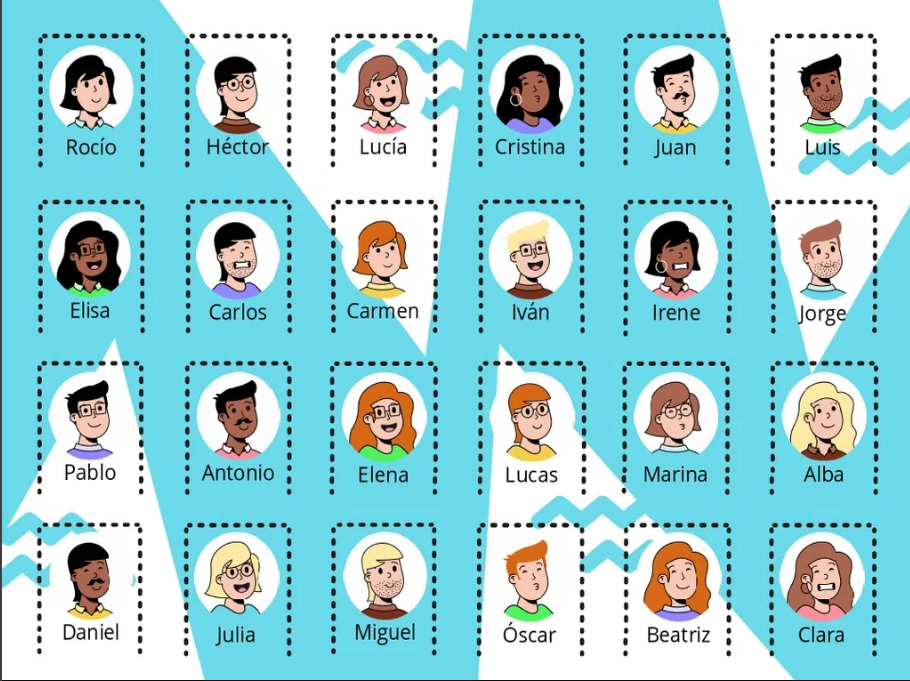 Rocío
Héctor
Lucía
Cristina
Juan
Luis
Elisa
Carlos
Carmen
Iván
Irene
Jorge
Pablo
Antonio
Elena
Lucas
Marina
Alba
Daniel
Julia
Miguel
Óscar
Beatriz
Clara